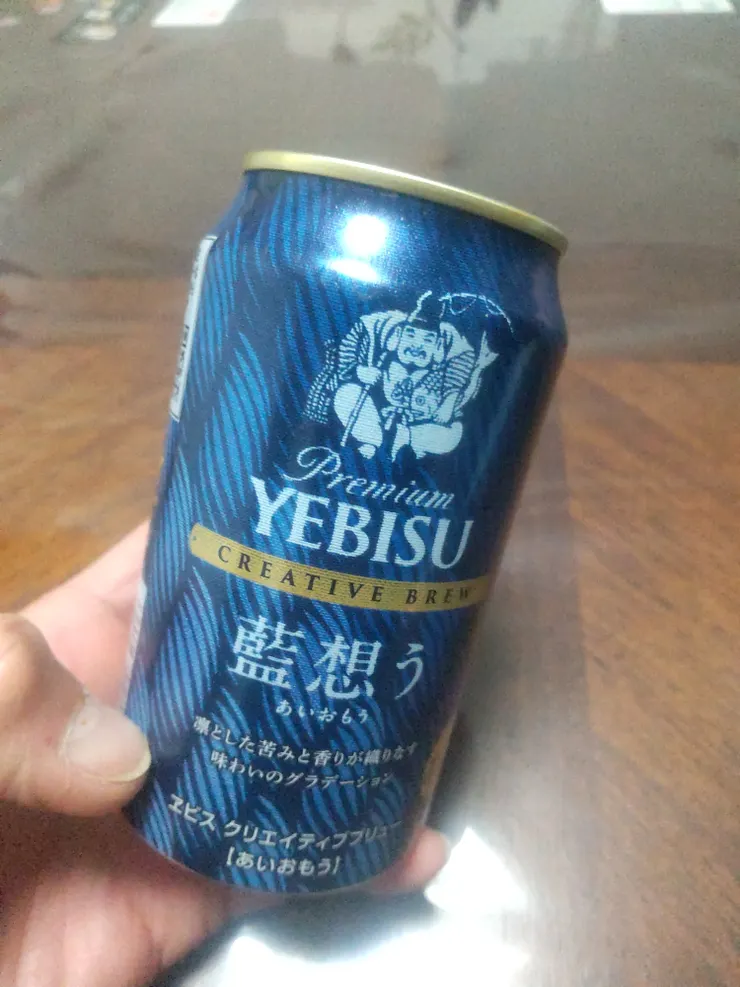 Premium
YEBISU
CREATIVE BREW
藍想う
あいおもう
凛とした苦みと香りが織りなす
味わいのグラデーション
ヱビス クリエイティブブリュー
【あいおもう】